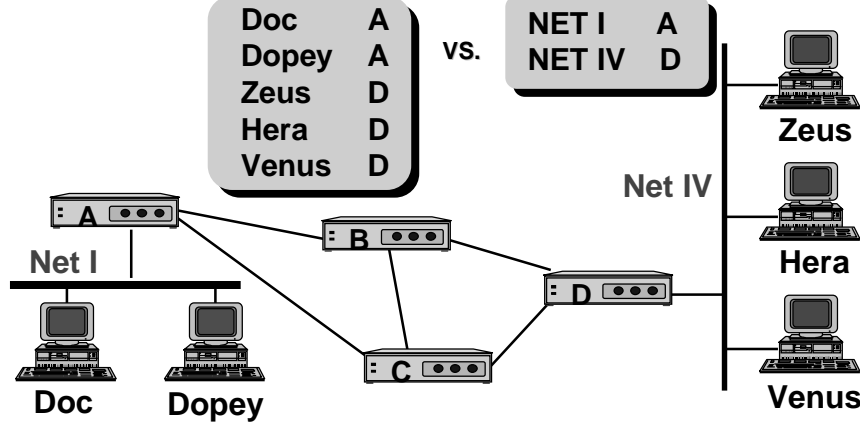 Doc A
Dopey A
Zeus D
Hera D
Venus D
VS.
NET I A
NET IV D
Zeus
Net IV
Hera
Venus
A
B
C
D
Net I
Doc
Dopey